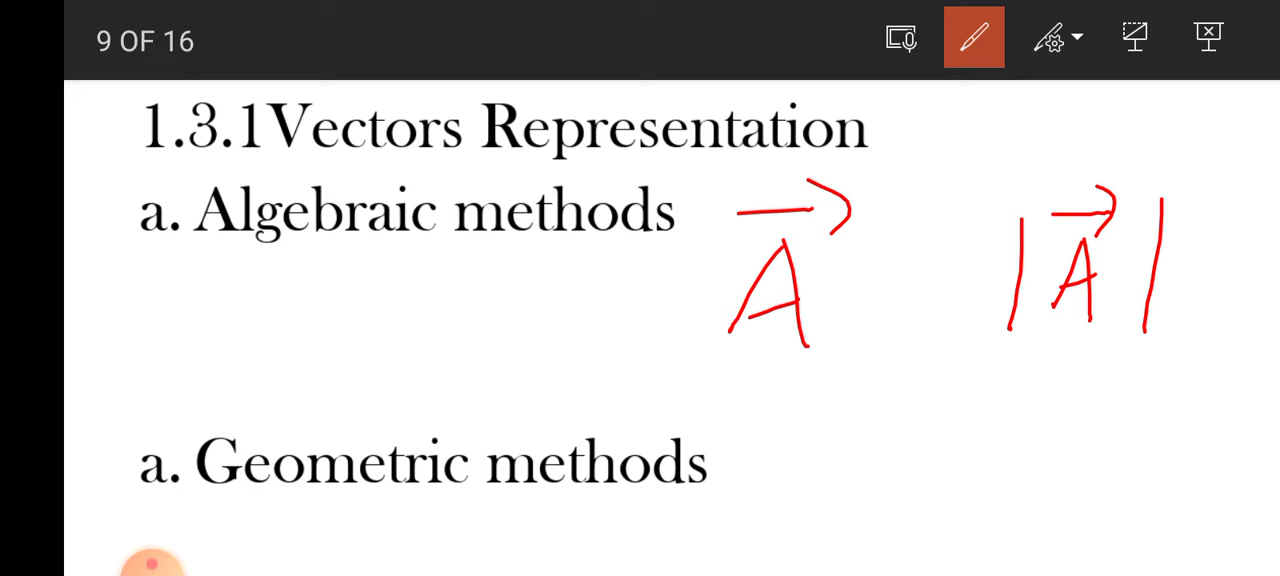 9 OF 16
1.3.1Vectors Representation
a. Algebraic methods A⃗ |A⃗|
a. Geometric methods